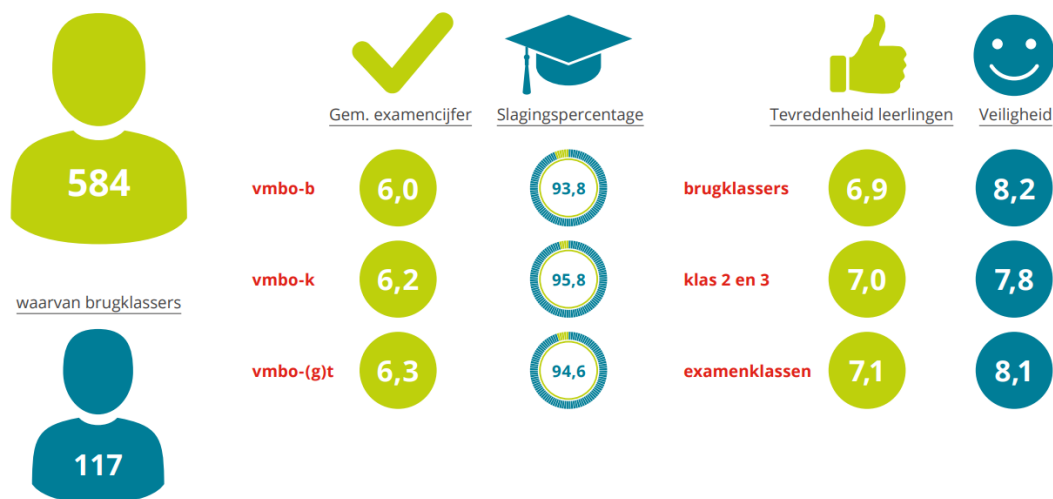 584
waarvan brugklassers
117
Gem. examencijfer Slagingspercentage
vmbo-b 6,0 93,8
vmbo-k 6,2 95,8
vmbo-(g)t 6,3 94,6
Tevredenheid leerlingen Veiligheid
brugklassers 6,9 8,2
klas 2 en 3 7,0 7,8
examenklassen 7,1 8,1